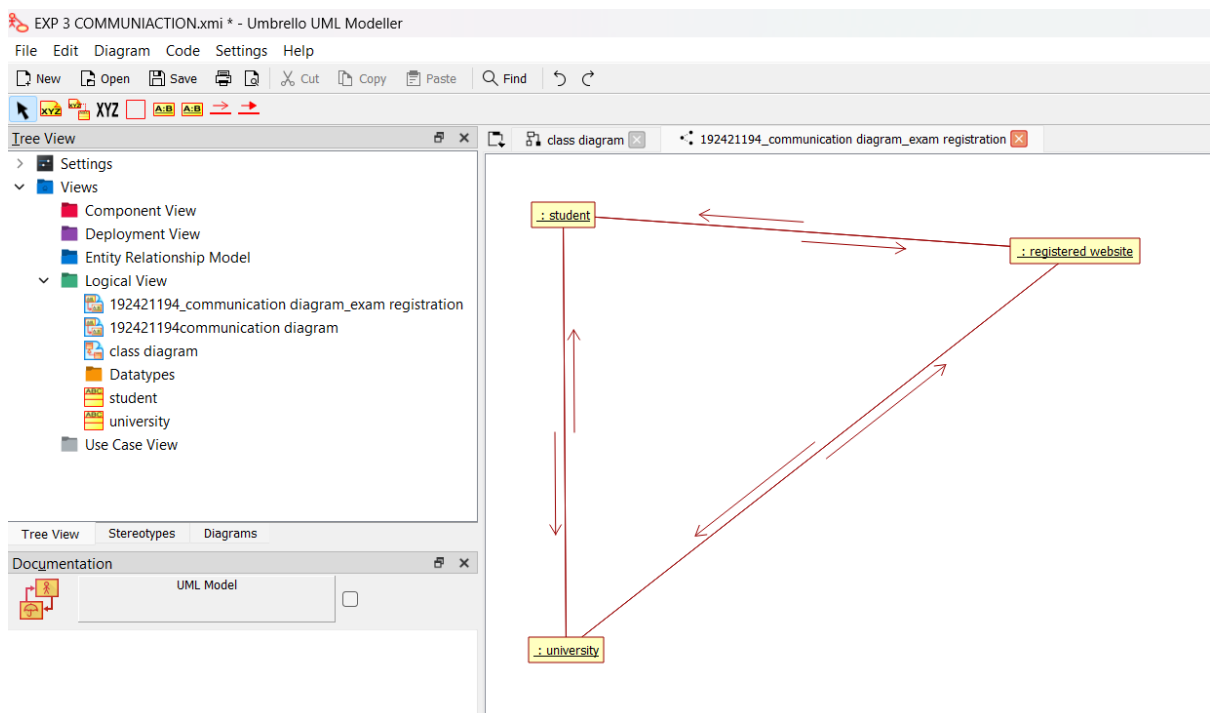 EXP 3 COMMUNIACTION.xmi * - Umbrello UML Modeller
File Edit Diagram Code Settings Help
New Open Save Cut Copy Paste Find
XYZ XYZ XYZ A:B A:B
Tree View
class diagram 192421194_communication diagram_exam registration
Settings
Views
Component View
Deployment View
Entity Relationship Model
Logical View
192421194_communication diagram_exam registration
192421194communication diagram
class diagram
Datatypes
ABC student
ABC university
Use Case View
Tree View Stereotypes Diagrams
Documentation
UML Model
: student
: registered website
: university